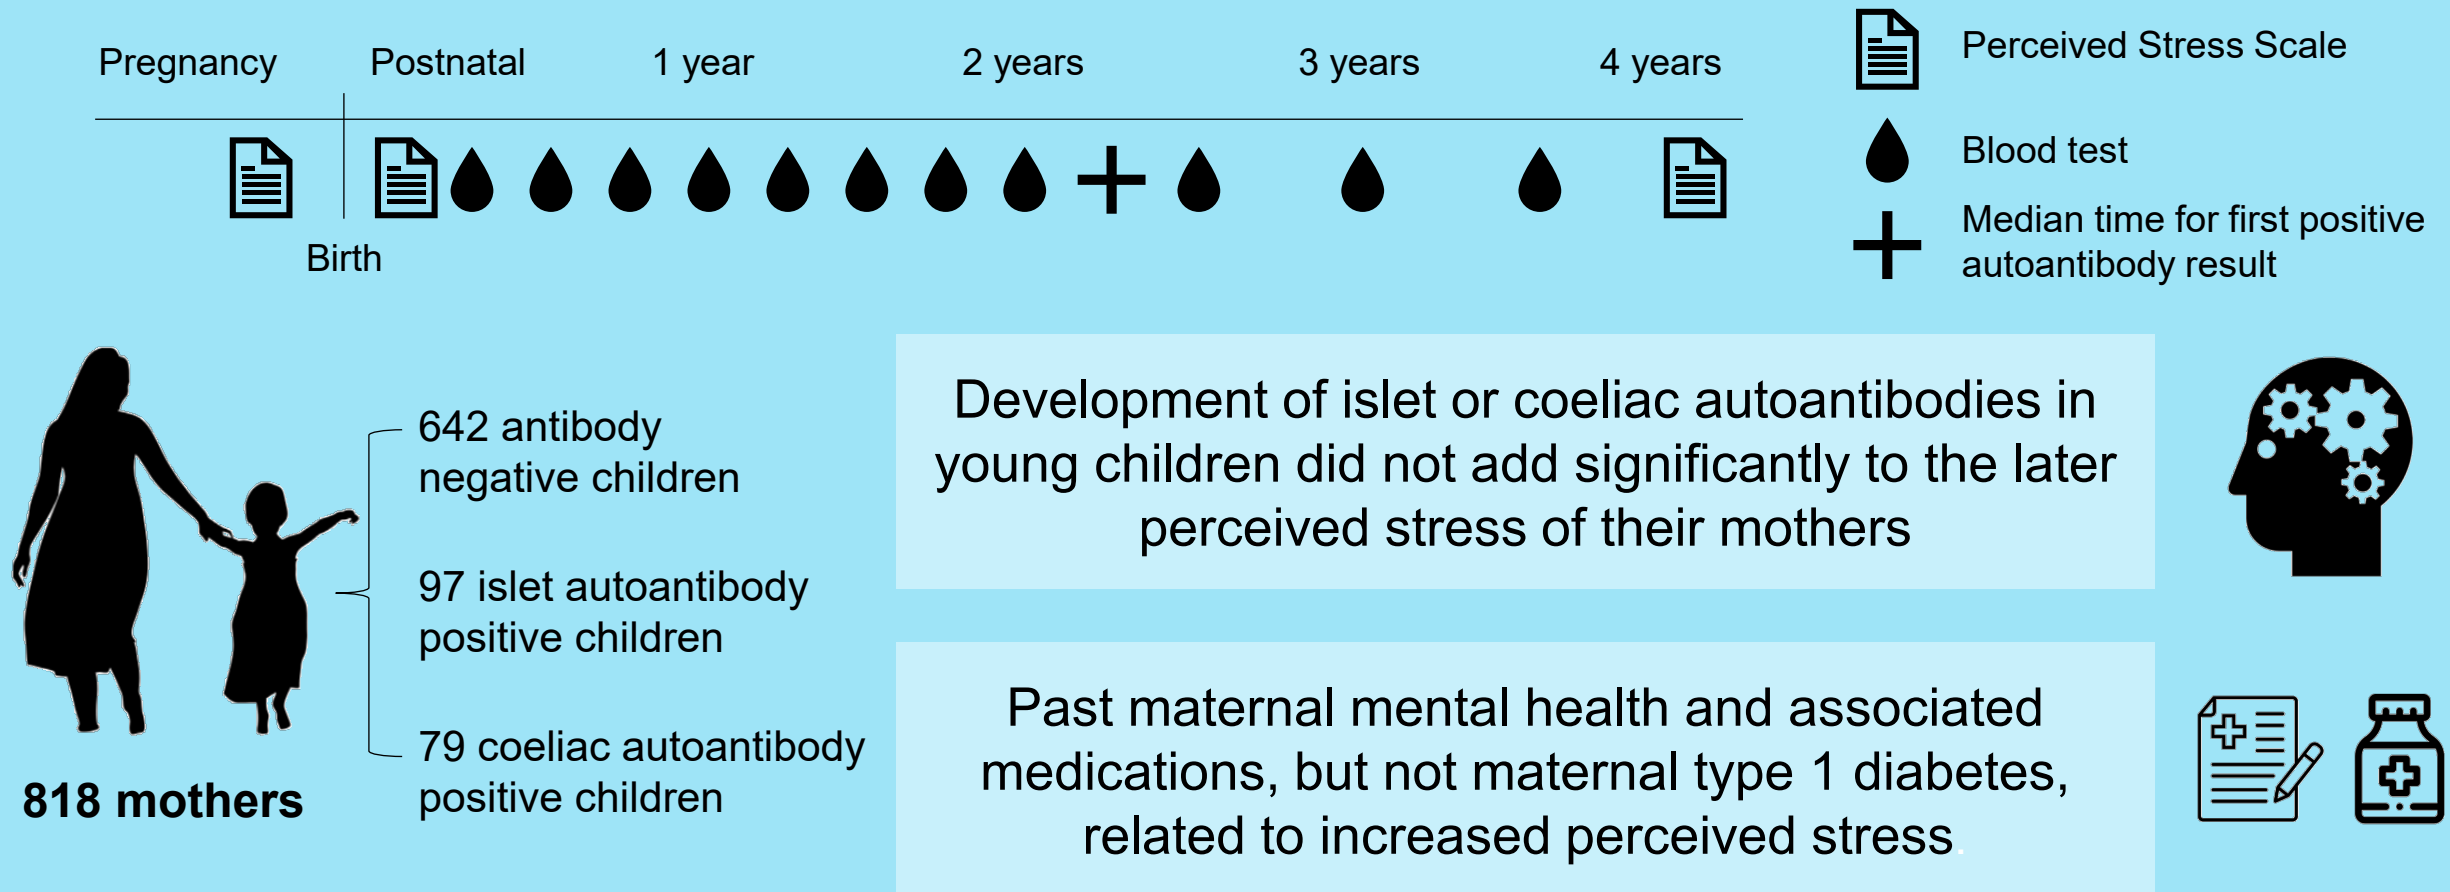 Pregnancy Postnatal 1 year 2 years 3 years 4 years
Birth
Perceived Stress Scale
Blood test
Median time for first positive
autoantibody result
818 mothers
642 antibody
negative children
97 islet autoantibody
positive children
79 coeliac autoantibody
positive children
Development of islet or coeliac autoantibodies in
young children did not add significantly to the later
perceived stress of their mothers
Past maternal mental health and associated
medications, but not maternal type 1 diabetes,
related to increased perceived stress.